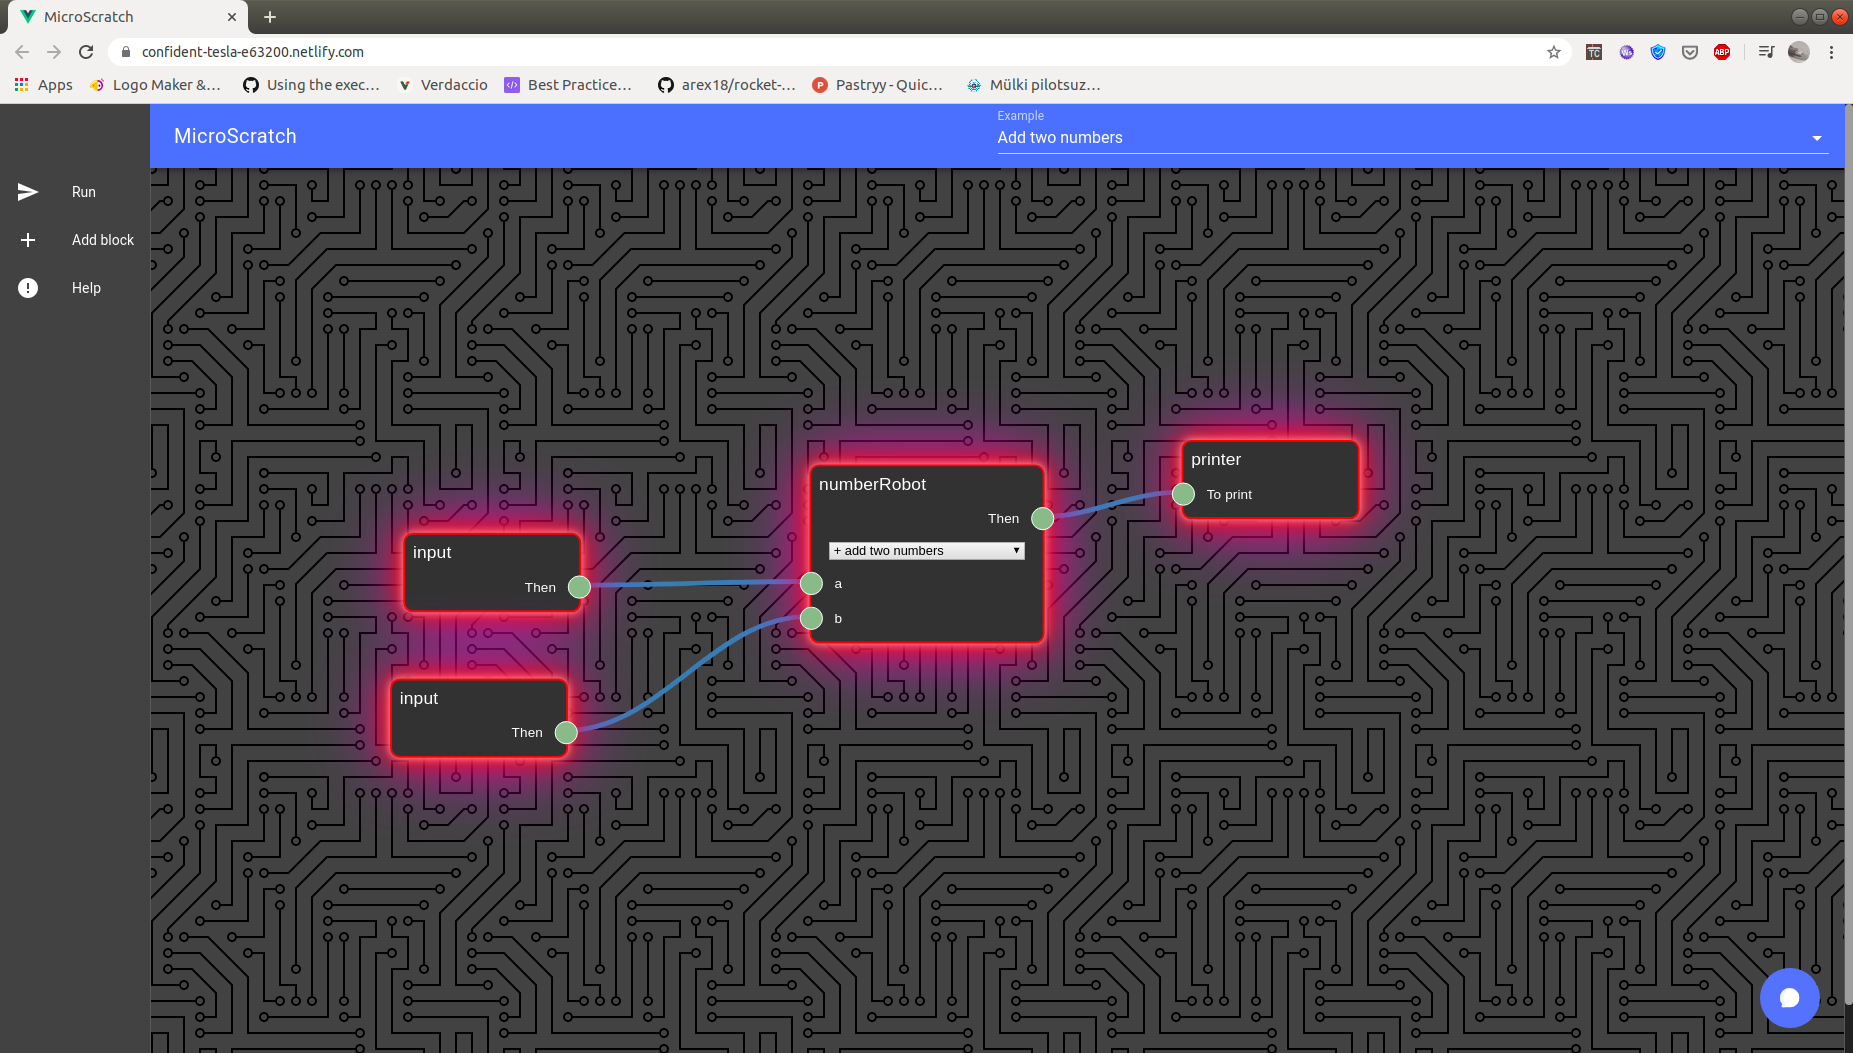 MicroScratch
confident-tesla-e63200.netlify.com
Apps
Logo Maker &...
Using the exec...
Verdaccio
Best Practice...
arex18/rocket-...
Pastryy - Quic...
Mülki pilotsuz...
TC
ABP
MicroScratch
Example
Add two numbers
Run
Add block
Help
printer
To print
numberRobot
Then
+ add two numbers
a
b
input
Then
input
Then